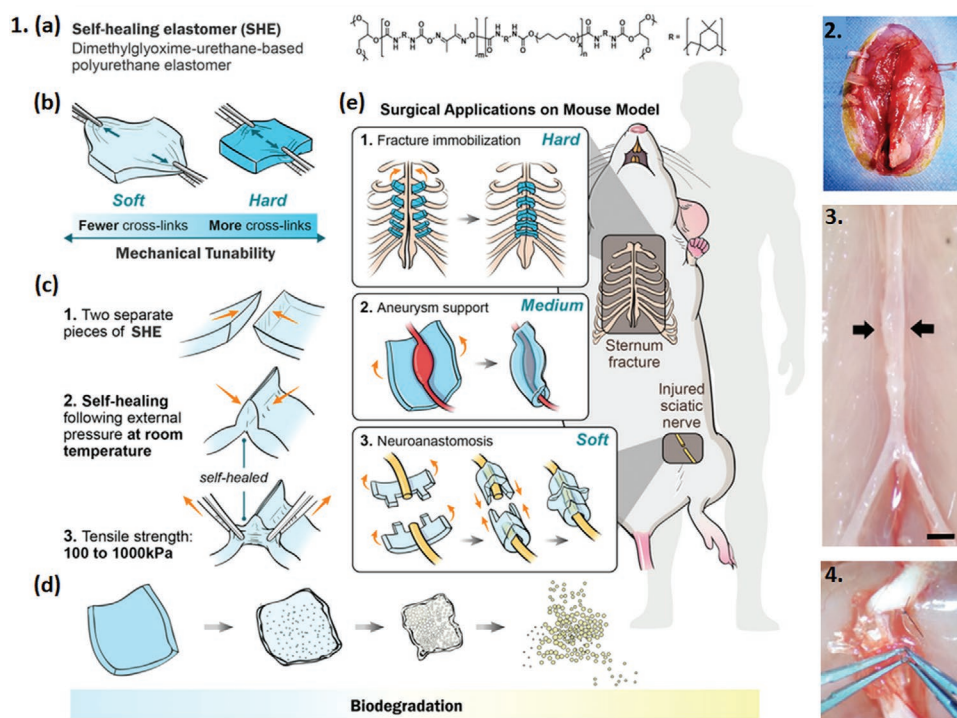 1. (a)
Self-healing elastomer (SHE)
Dimethylglyoxime-urethane-based
polyurethane elastomer
R =
(b)
Soft
Hard
Fewer cross-links
More cross-links
Mechanical Tunability
(c)
1. Two separate
pieces of SHE
2. Self-healing
following external
pressure at room
temperature
self-healed
3. Tensile strength:
100 to 1000kPa
(d)
Biodegradation
(e)
Surgical Applications on Mouse Model
1. Fracture immobilization
Hard
2. Aneurysm support
Medium
3. Neuroanastomosis
Soft
Sternum
fracture
Injured
sciatic
nerve
2.
3.
4.